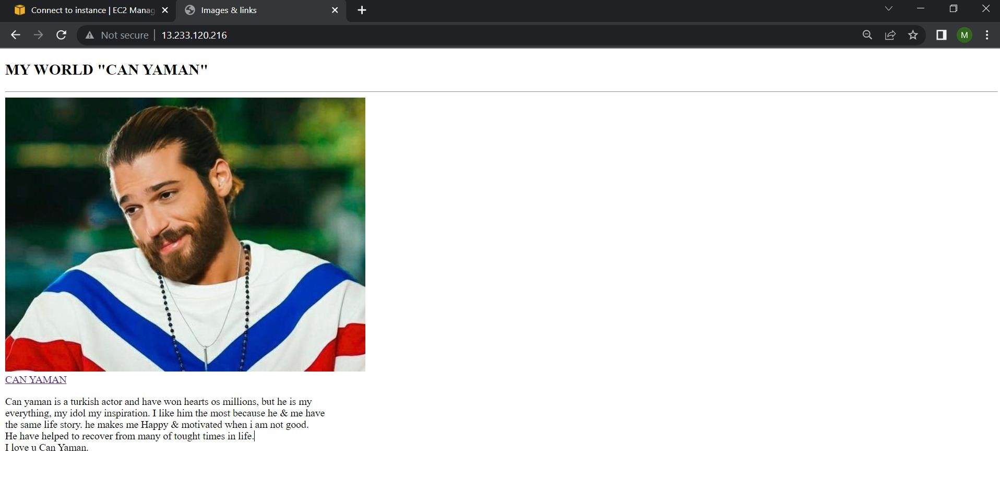 Connect to instance | EC2 Manag
Images & links
Not secure
13.233.120.216
M
MY WORLD "CAN YAMAN"
CAN YAMAN
Can yaman is a turkish actor and have won hearts os millions, but he is my
everything, my idol my inspiration. I like him the most because he & me have
the same life story. he makes me Happy & motivated when i am not good.
He have helped to recover from many of tought times in life.
I love u Can Yaman.